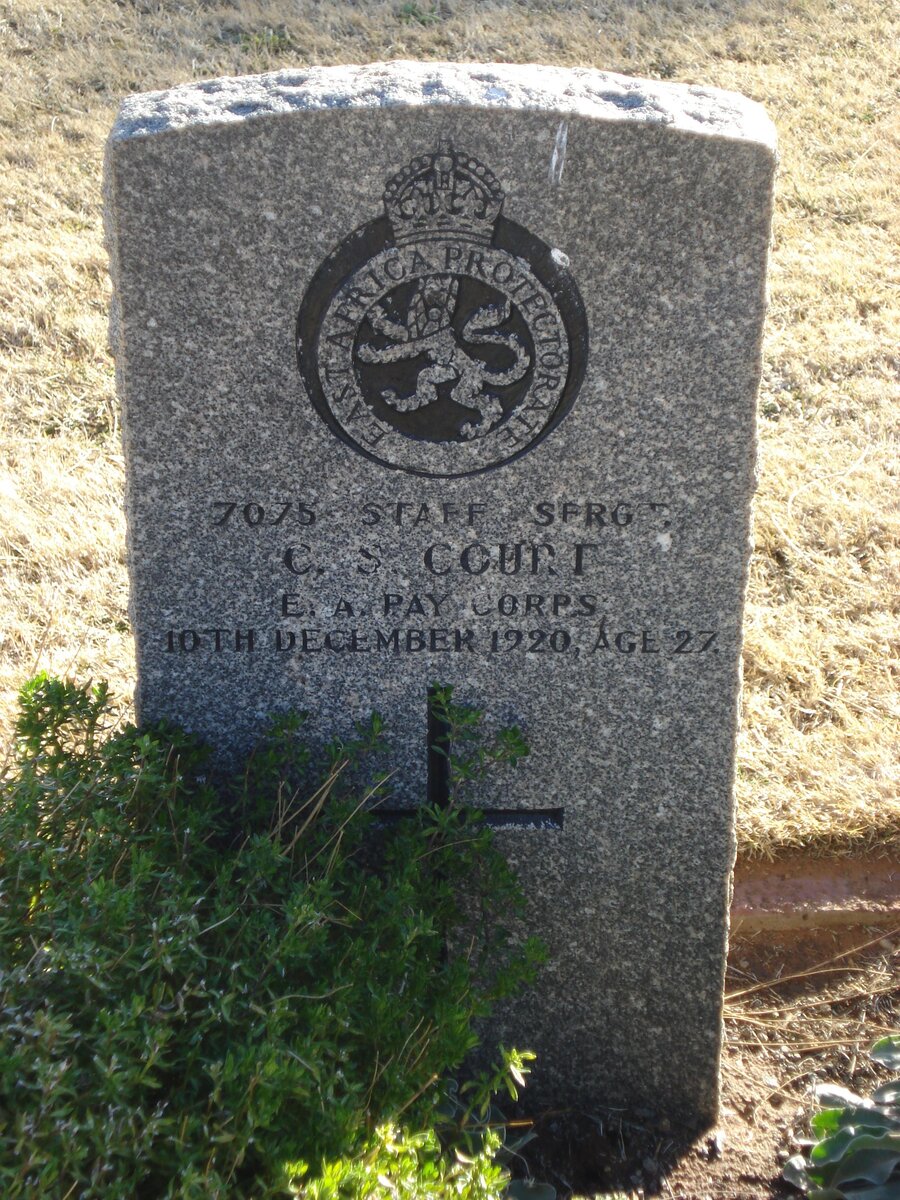 EAST AFRICA PROTECTORATE
7075 STAFF SERGT.
C. S. COURT
E. A. PAY CORPS
10TH DECEMBER 1920, AGE 27.